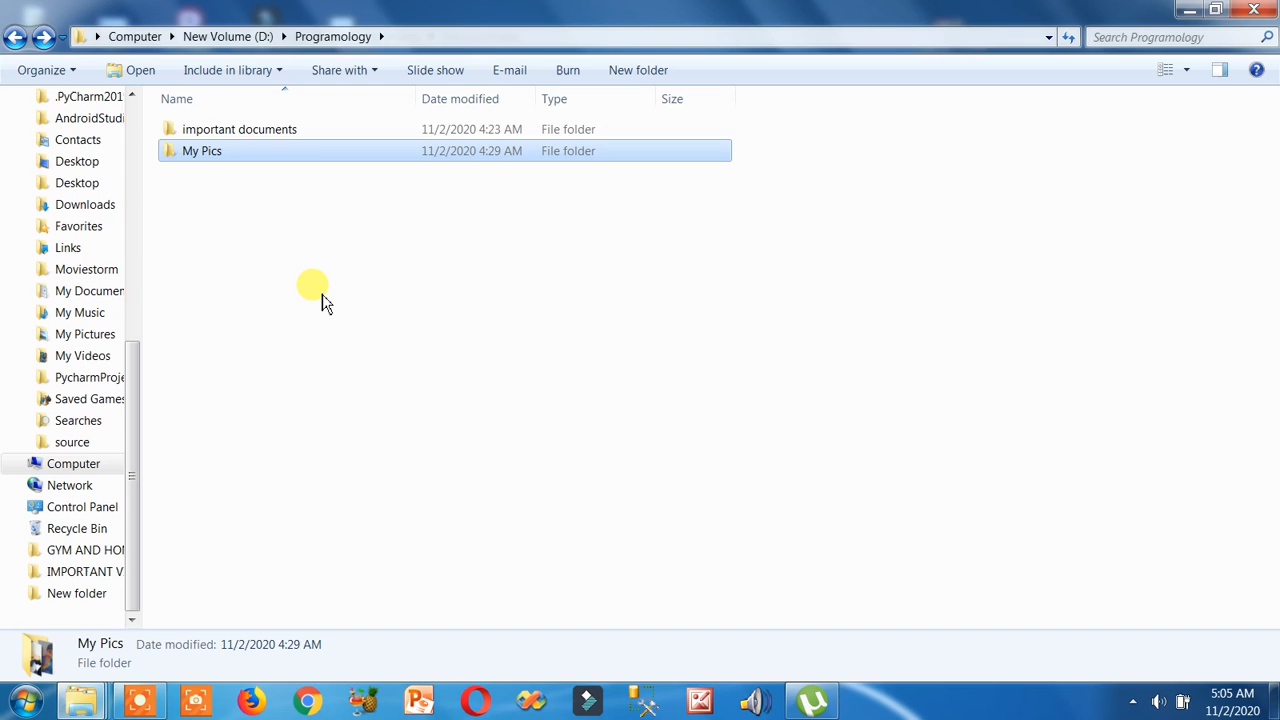 Computer New Volume (D:) Programology
Search Programology
Organize Open Include in library Share with Slide show E-mail Burn New folder
Name Date modified Type Size
important documents 11/2/2020 4:23 AM File folder
My Pics 11/2/2020 4:29 AM File folder
.PyCharm201
AndroidStudi
Contacts
Desktop
Desktop
Downloads
Favorites
Links
Moviestorm
My Documen
My Music
My Pictures
My Videos
PycharmProje
Saved Games
Searches
source
Computer
Network
Control Panel
Recycle Bin
GYM AND HOM
IMPORTANT V
New folder
My Pics Date modified: 11/2/2020 4:29 AM
File folder
5:05 AM
11/2/2020